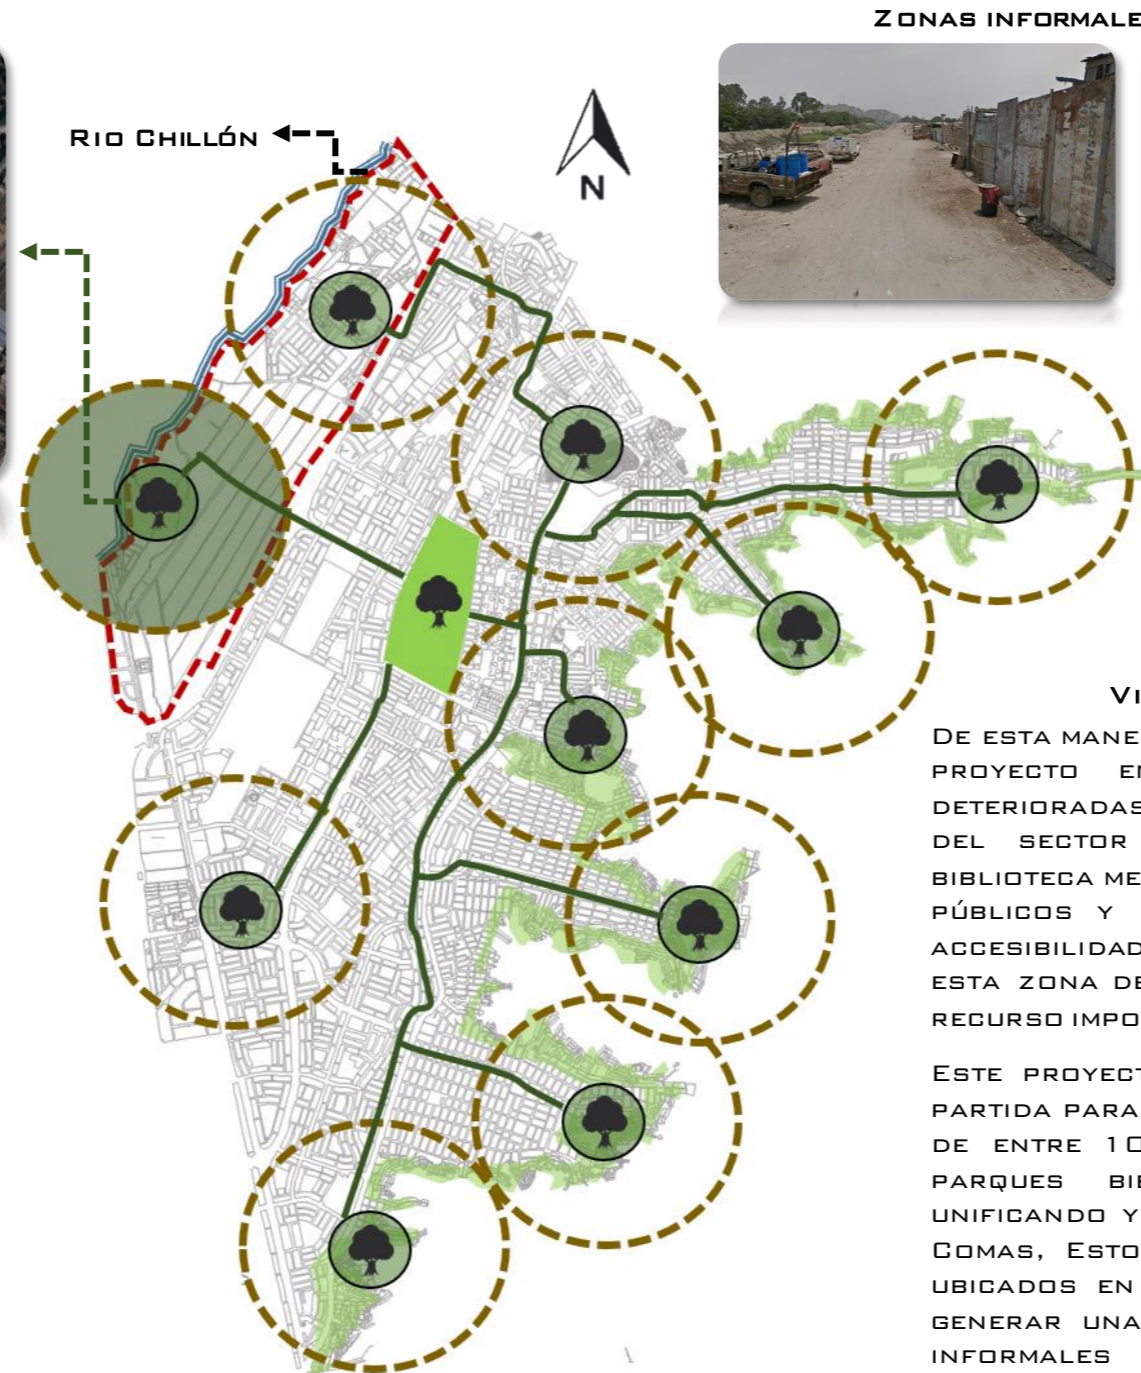 ZONAS INFORMALE
RIO CHILLÓN
N
VI
DE ESTA MANE
PROYECTO EN
DETERIORADAS
DEL SECTOR
BIBLIOTECA ME
PÚBLICOS Y
ACCESIBILIDAD
ESTA ZONA DE
RECURSO IMPO
ESTE PROYECT
PARTIDA PARA
DE ENTRE 10
PARQUES BIB
UNIFICANDO Y
COMAS, ESTO
UBICADOS EN
GENERAR UNA
INFORMALES